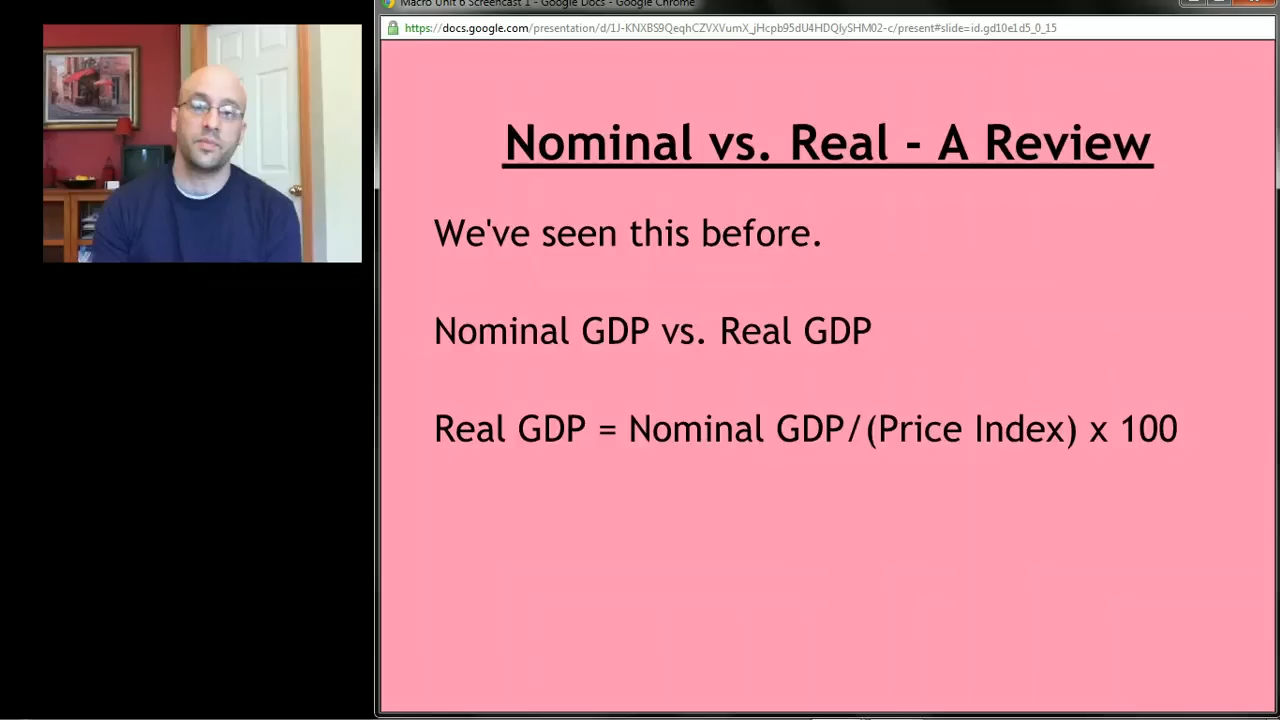 Macro Unit 6 Screencast 1 - Google Docs - Google Chrome
https://docs.google.com/presentation/d/1J-KNXBS9QeqhCZVXVumX_jHcpb95dU4HDQIySHM02-c/present#slide=id.gd10e1d5_0_15
Nominal vs. Real - A Review
We've seen this before.
Nominal GDP vs. Real GDP
Real GDP = Nominal GDP/(Price Index) x 100